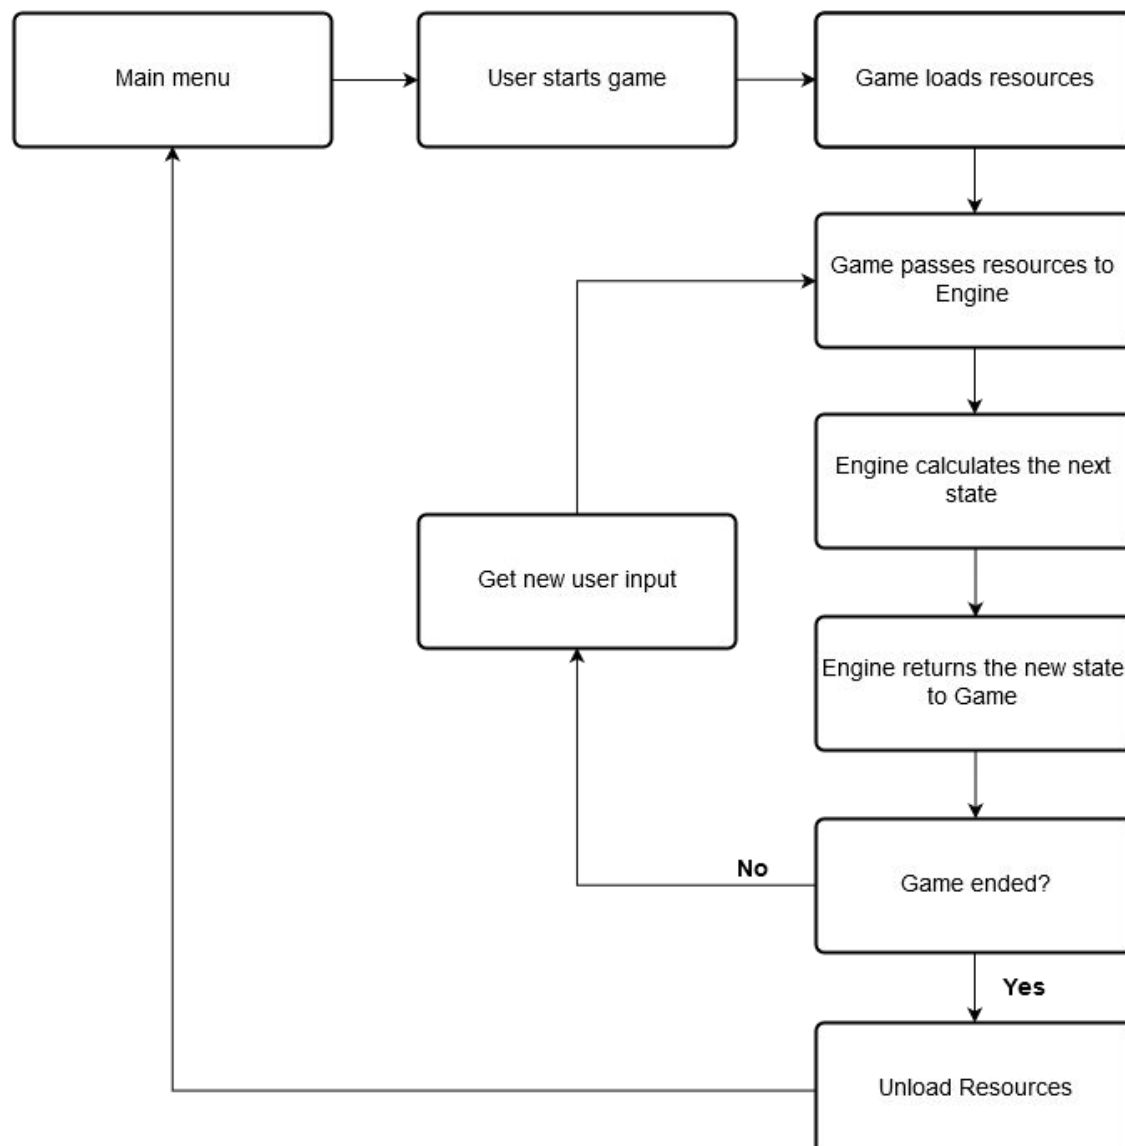 Main menu
User starts game
Game loads resources
Game passes resources to
Engine
Engine calculates the next
state
Get new user input
Engine returns the new state
to Game
No
Game ended?
Yes
Unload Resources